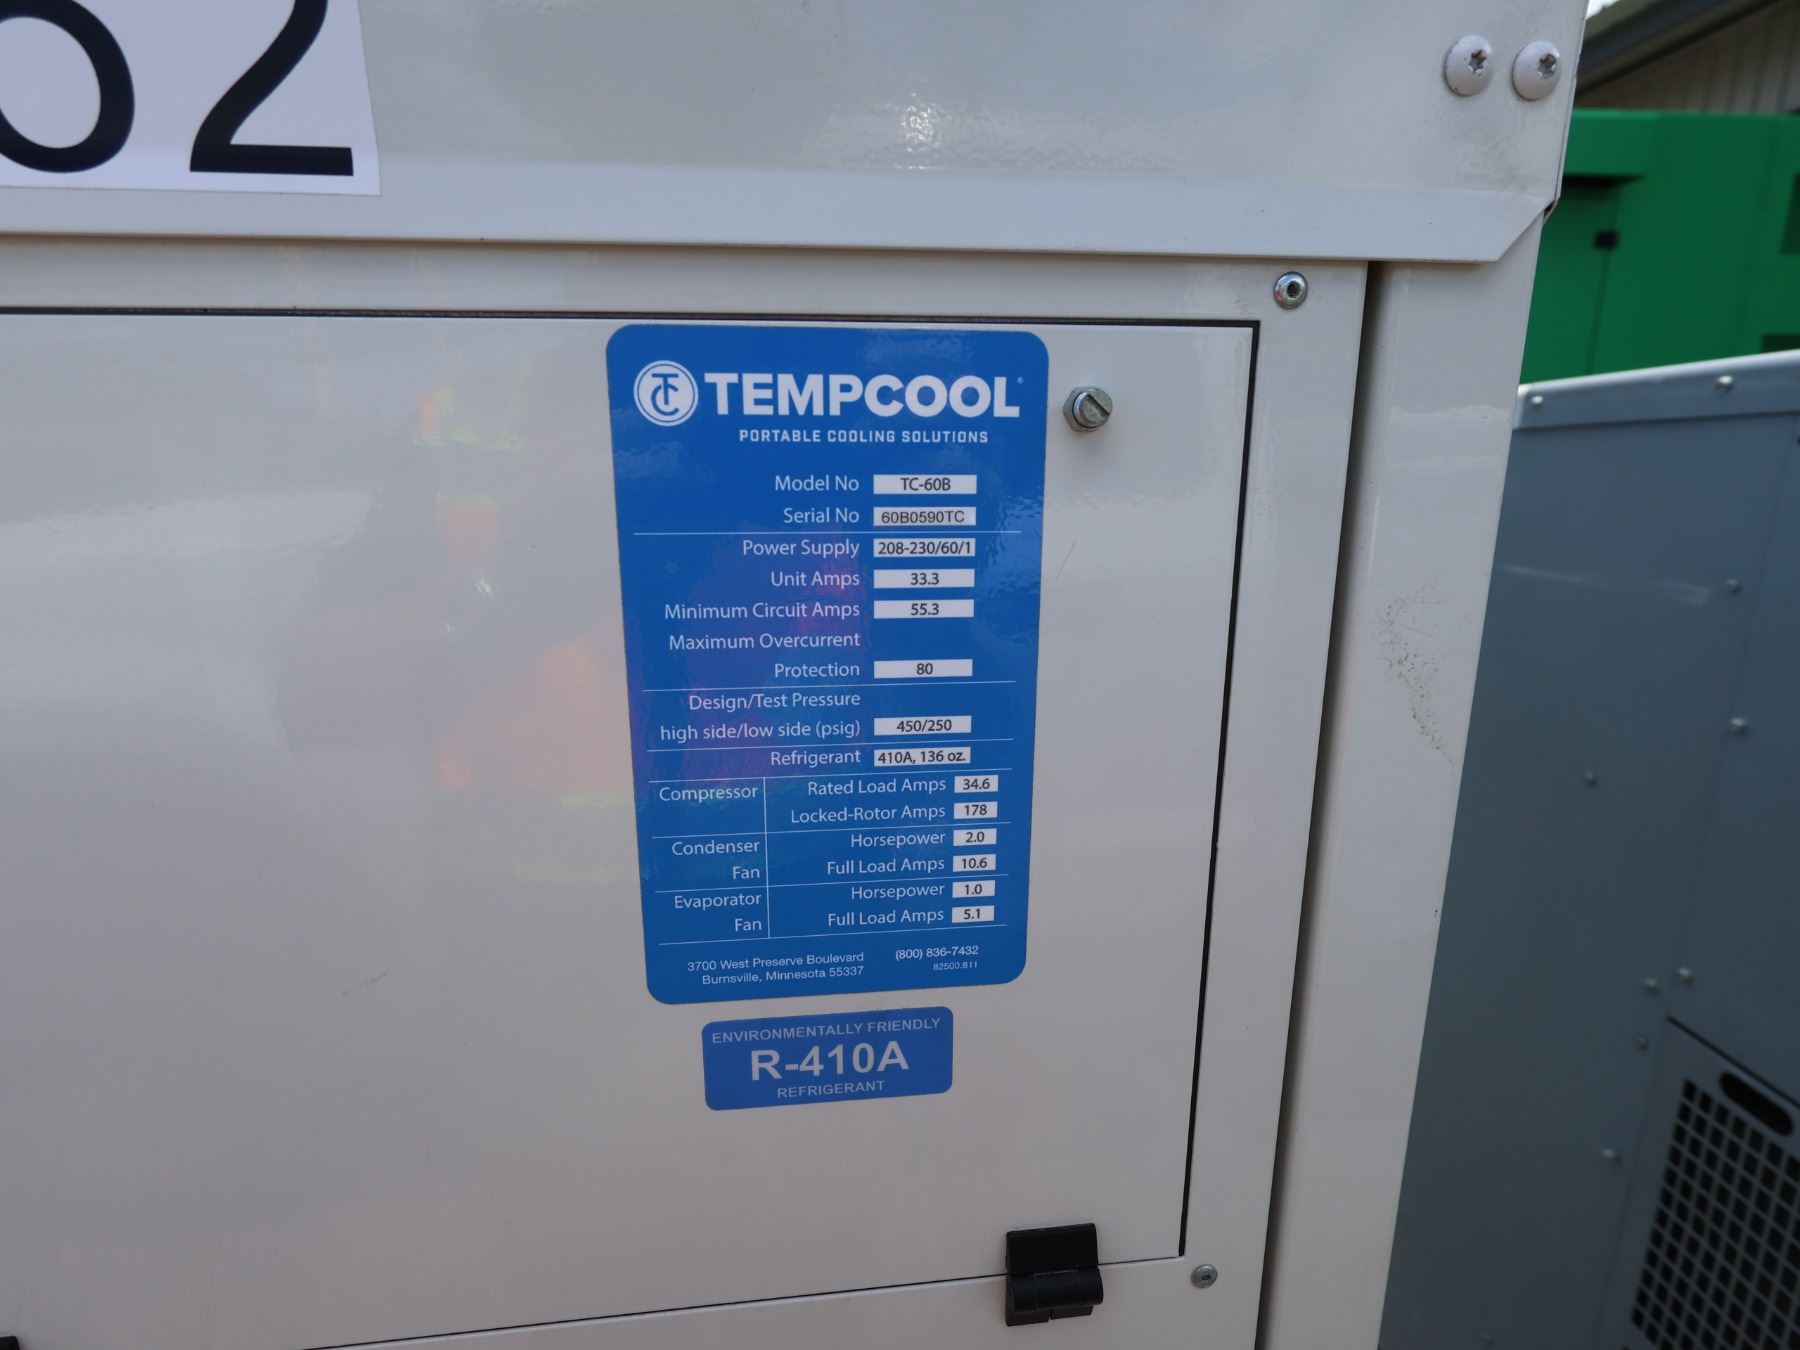 62
TC TEMPCOOL
PORTABLE COOLING SOLUTIONS
Model No TC-60B
Serial No 60B0590TC
Power Supply 208-230/60/1
Unit Amps 33.3
Minimum Circuit Amps 55.3
Maximum Overcurrent
Protection 80
Design/Test Pressure
high side/low side (psig) 450/250
Refrigerant 410A, 136 oz.
Compressor Rated Load Amps 34.6
Locked-Rotor Amps 178
Condenser Horsepower 2.0
Fan Full Load Amps 10.6
Evaporator Horsepower 1.0
Fan Full Load Amps 5.1
3700 West Preserve Boulevard (800) 836-7432
Burnsville, Minnesota 55337 82500.811
ENVIRONMENTALLY FRIENDLY
R-410A
REFRIGERANT